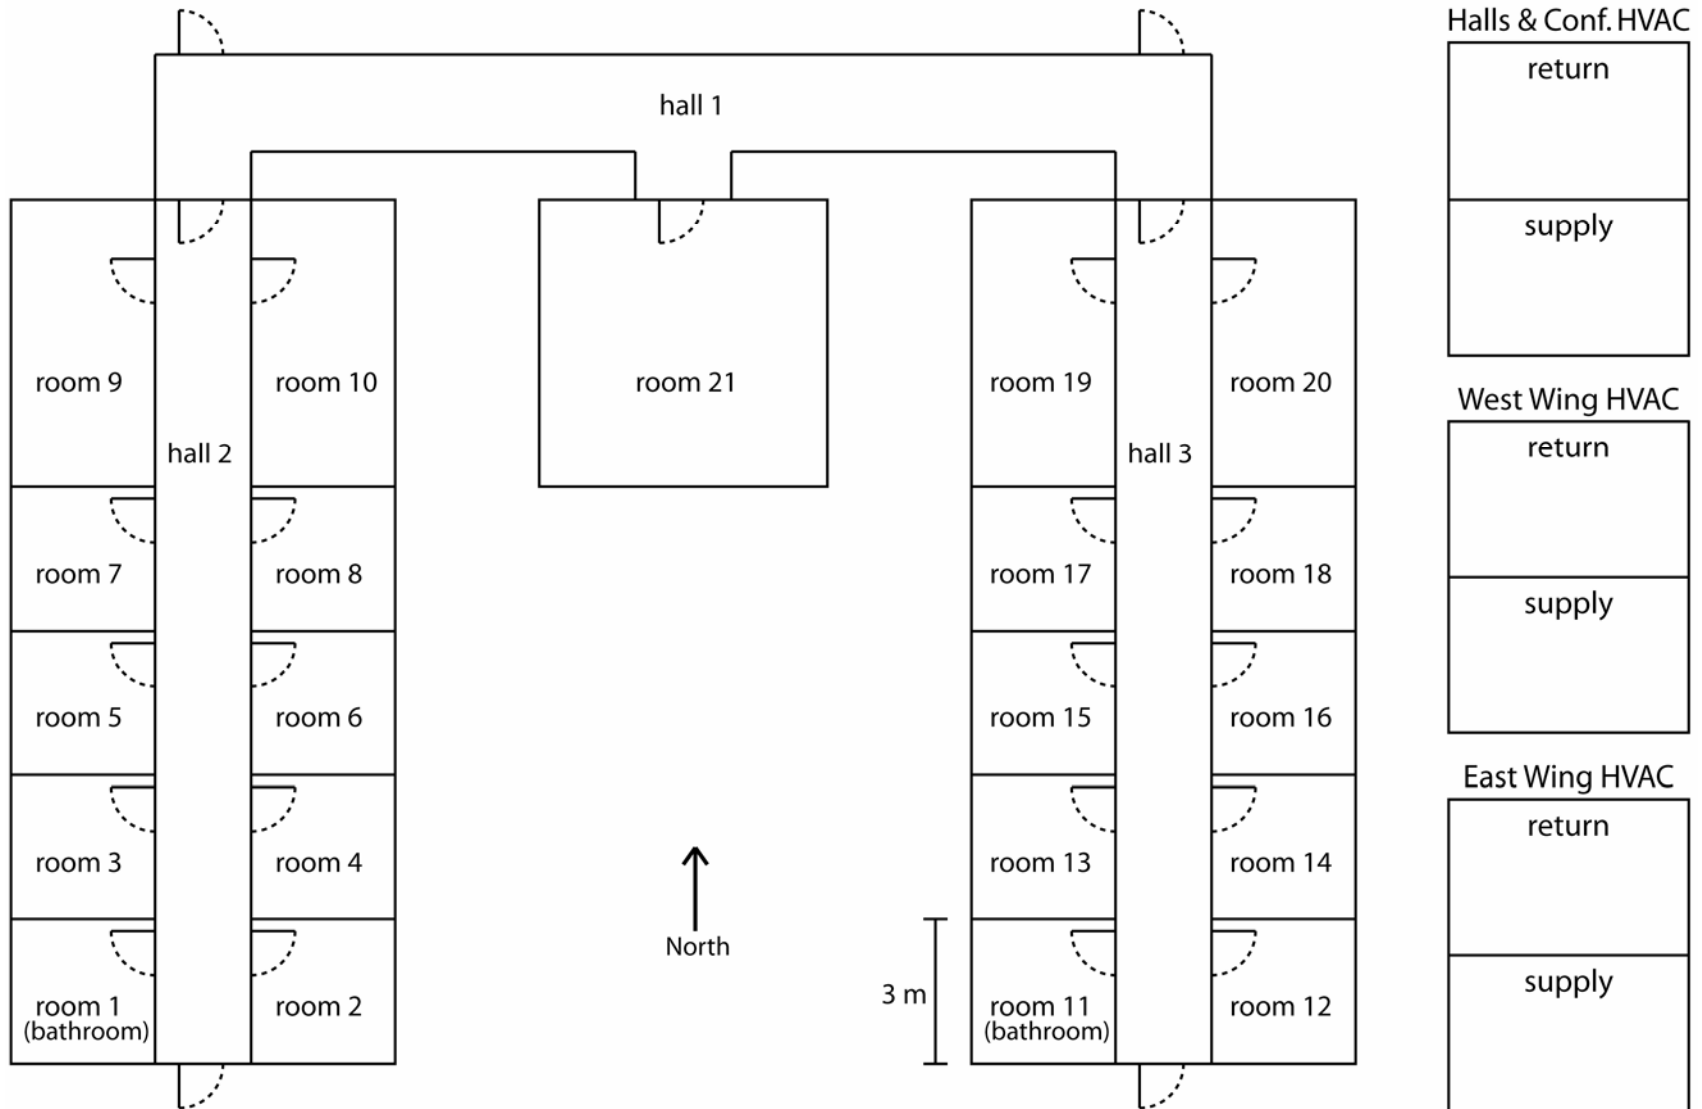 Halls & Conf. HVAC
return
supply
hall 1
room 9
room 10
room 21
room 19
room 20
hall 2
hall 3
West Wing HVAC
return
supply
room 7
room 8
room 17
room 18
room 5
room 6
room 15
room 16
East Wing HVAC
return
supply
room 3
room 4
room 13
room 14
North
3 m
room 1
(bathroom)
room 2
room 11
(bathroom)
room 12